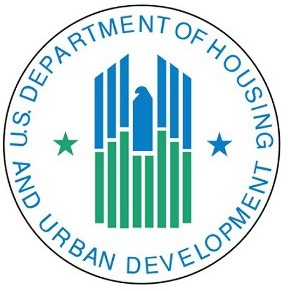 U.S. DEPARTMENT OF HOUSING
AND URBAN DEVELOPMENT